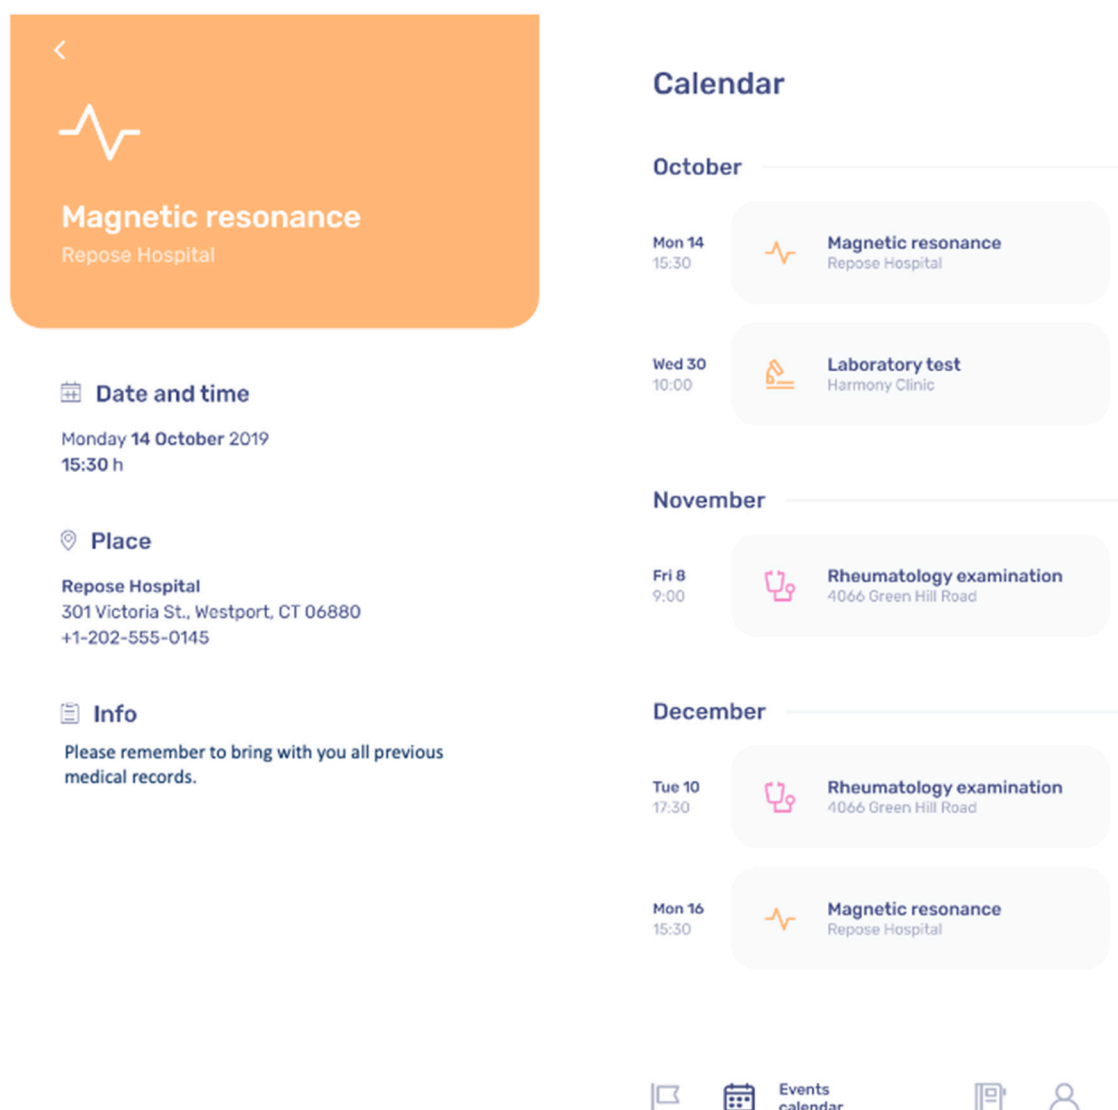 Magnetic resonance
Repose Hospital
Date and time
Monday 14 October 2019
15:30 h
Place
Repose Hospital
301 Victoria St., Westport, CT 06880
+1-202-555-0145
Info
Please remember to bring with you all previous
medical records.
Calendar
October
Mon 14
15:30
Magnetic resonance
Repose Hospital
Wed 30
10:00
Laboratory test
Harmony Clinic
November
Fri 8
9:00
Rheumatology examination
4066 Green Hill Road
December
Tue 10
17:30
Rheumatology examination
4066 Green Hill Road
Mon 16
15:30
Magnetic resonance
Repose Hospital
Events
calendar